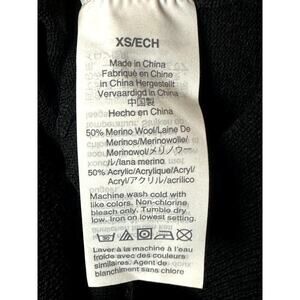 XS/ECH
Made in China
Fabriqué en Chine
in China Hergestellt
Vervaardigd in China
中国製
Hecho en China
50% Merino Wool/Laine De
Merinos/Merinowolle/
Merinowol/メリノウー
ル/lana merino
50% Acrylic/Acrylique/Acryl/
Acryl/アクリル/acrílico
Machine wash cold with
like colors. Non-chlorine
bleach only. Tumble dry
low. Iron on lowest setting.
Laver à la machine à l'eau
froide avec des couleurs
similaires. Agent de
blanchiment sans chlore